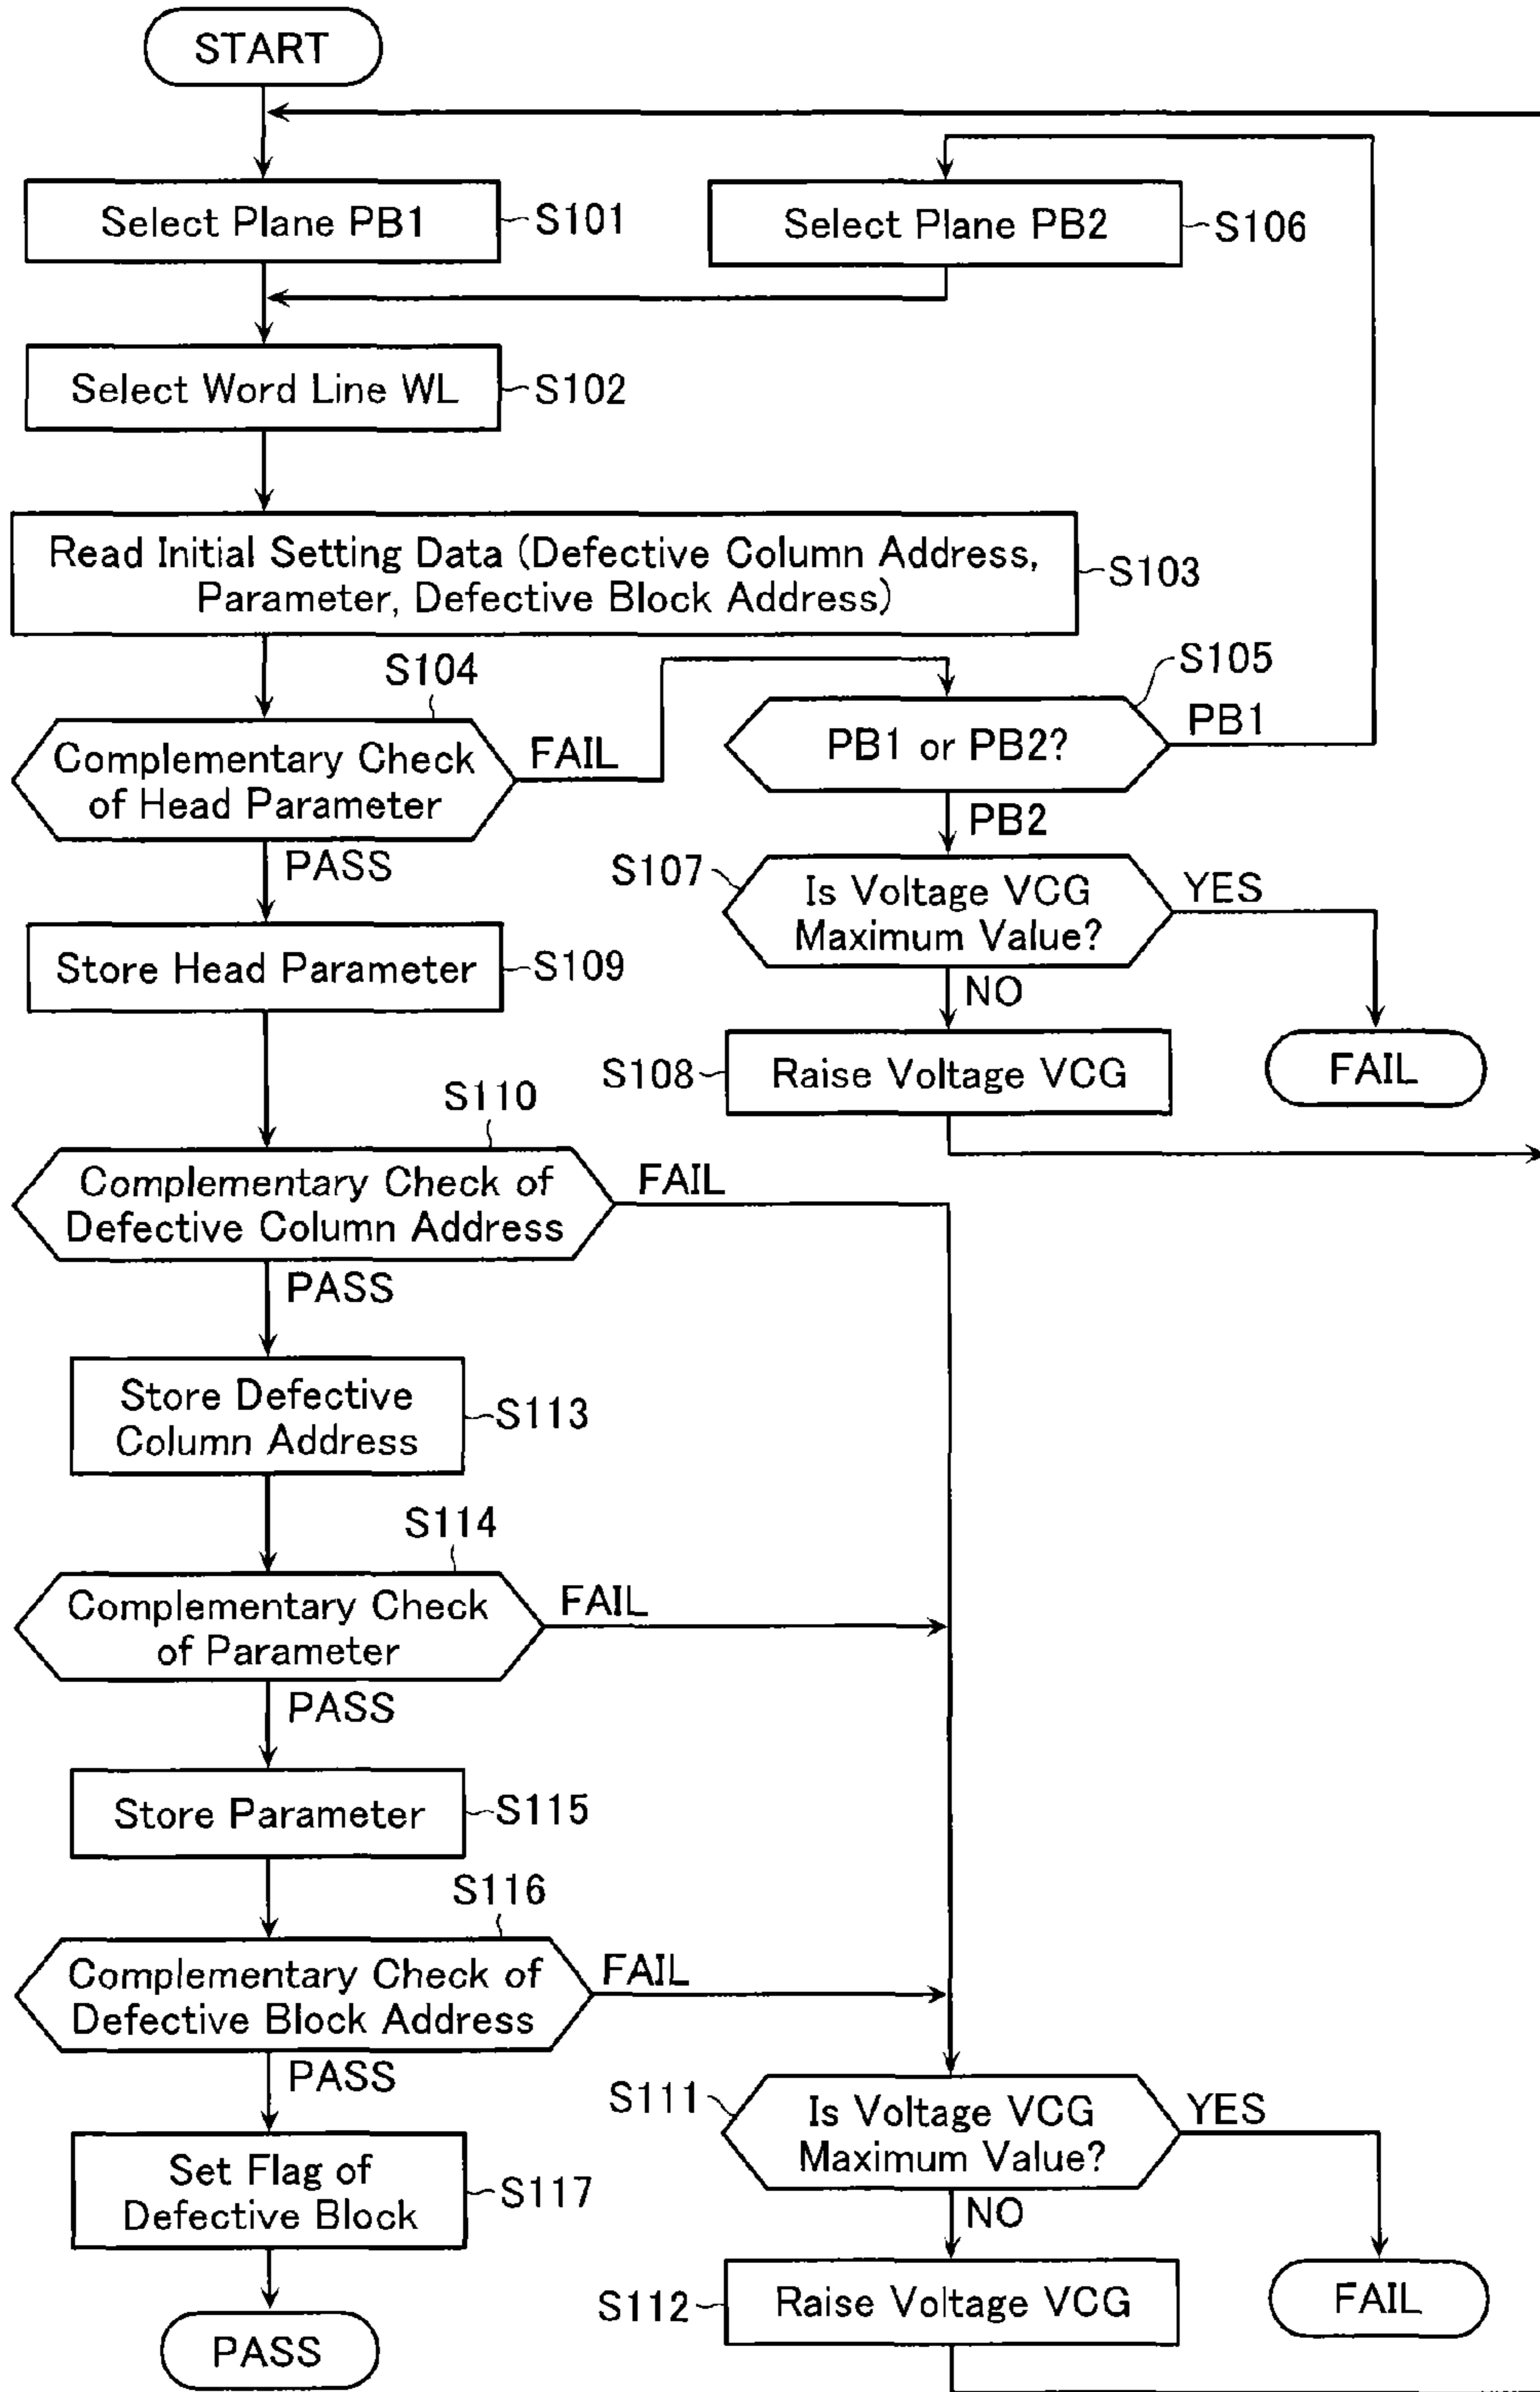 START
Select Plane PB1
S101
Select Plane PB2
S106
Select Word Line WL
S102
Read Initial Setting Data (Defective Column Address,
Parameter, Defective Block Address)
S103
S104
Complementary Check
of Head Parameter
FAIL
PASS
S105
PB1 or PB2?
PB1
PB2
S107
Is Voltage VCG
Maximum Value?
YES
NO
FAIL
S108
Raise Voltage VCG
Store Head Parameter
S109
S110
Complementary Check of
Defective Column Address
FAIL
PASS
Store Defective
Column Address
S113
S114
Complementary Check
of Parameter
FAIL
PASS
Store Parameter
S115
S116
Complementary Check of
Defective Block Address
FAIL
PASS
Set Flag of
Defective Block
S117
PASS
S111
Is Voltage VCG
Maximum Value?
YES
NO
FAIL
S112
Raise Voltage VCG